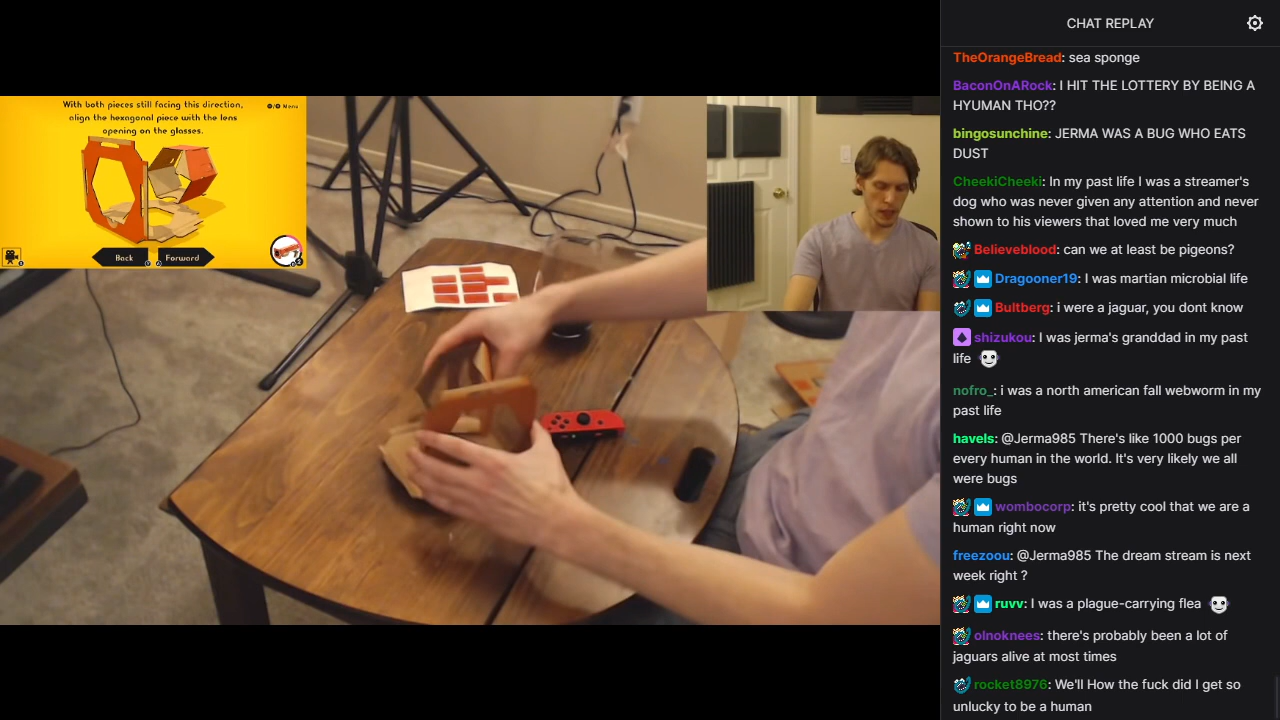 With both pieces still facing this direction,
align the hexagonal piece with the lens
opening on the glasses.
Menu
Back
Forward
CHAT REPLAY
TheOrangeBread: sea sponge
BaconOnARock: I HIT THE LOTTERY BY BEING A
HYUMAN THO??
bingosunchine: JERMA WAS A BUG WHO EATS
DUST
CheekiCheeki: In my past life I was a streamer's
dog who was never given any attention and never
shown to his viewers that loved me very much
Believeblood: can we at least be pigeons?
Dragooner19: I was martian microbial life
Bultberg: i were a jaguar, you dont know
shizukou: I was jerma's granddad in my past
life
nofro_: i was a north american fall webworm in my
past life
havels: @Jerma985 There's like 1000 bugs per
every human in the world. It's very likely we all
were bugs
wombocorp: it's pretty cool that we are a
human right now
freezoou: @Jerma985 The dream stream is next
week right ?
ruvv: I was a plague-carrying flea
olnoknees: there's probably been a lot of
jaguars alive at most times
rocket8976: We'll How the fuck did I get so
unlucky to be a human